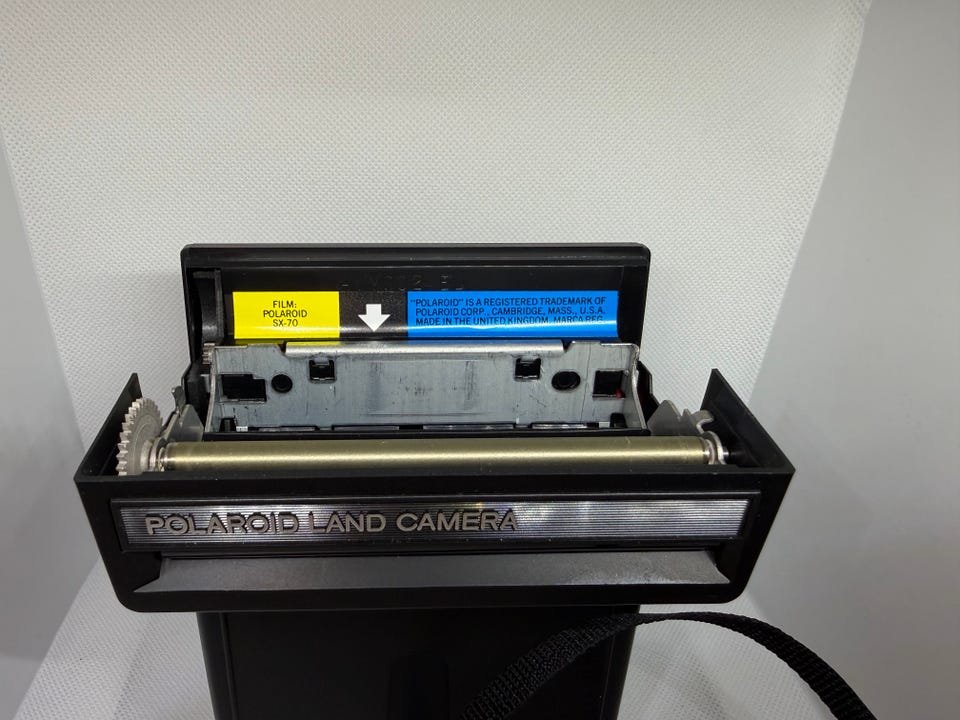 FILM:
POLAROID
SX-70
"POLAROID" IS A REGISTERED TRADEMARK OF
POLAROID CORP., CAMBRIDGE, MASS., U.S.A.
MADE IN THE UNITED KINGDOM. MARCA REG.
POLAROID LAND CAMERA